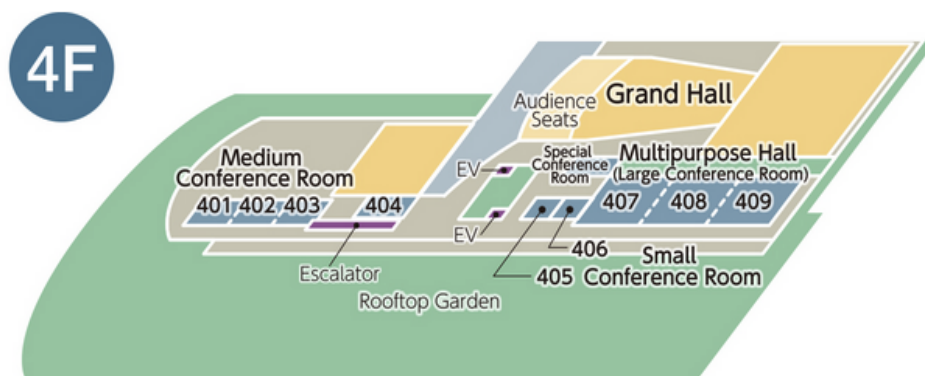 4F
Audience
Seats
Grand Hall
Medium
Conference Room
401 402 403 404
EV
EV
Special
Conference
Room
Multipurpose Hall
(Large Conference Room)
407 408 409
406
405
Small
Conference Room
Escalator
Rooftop Garden